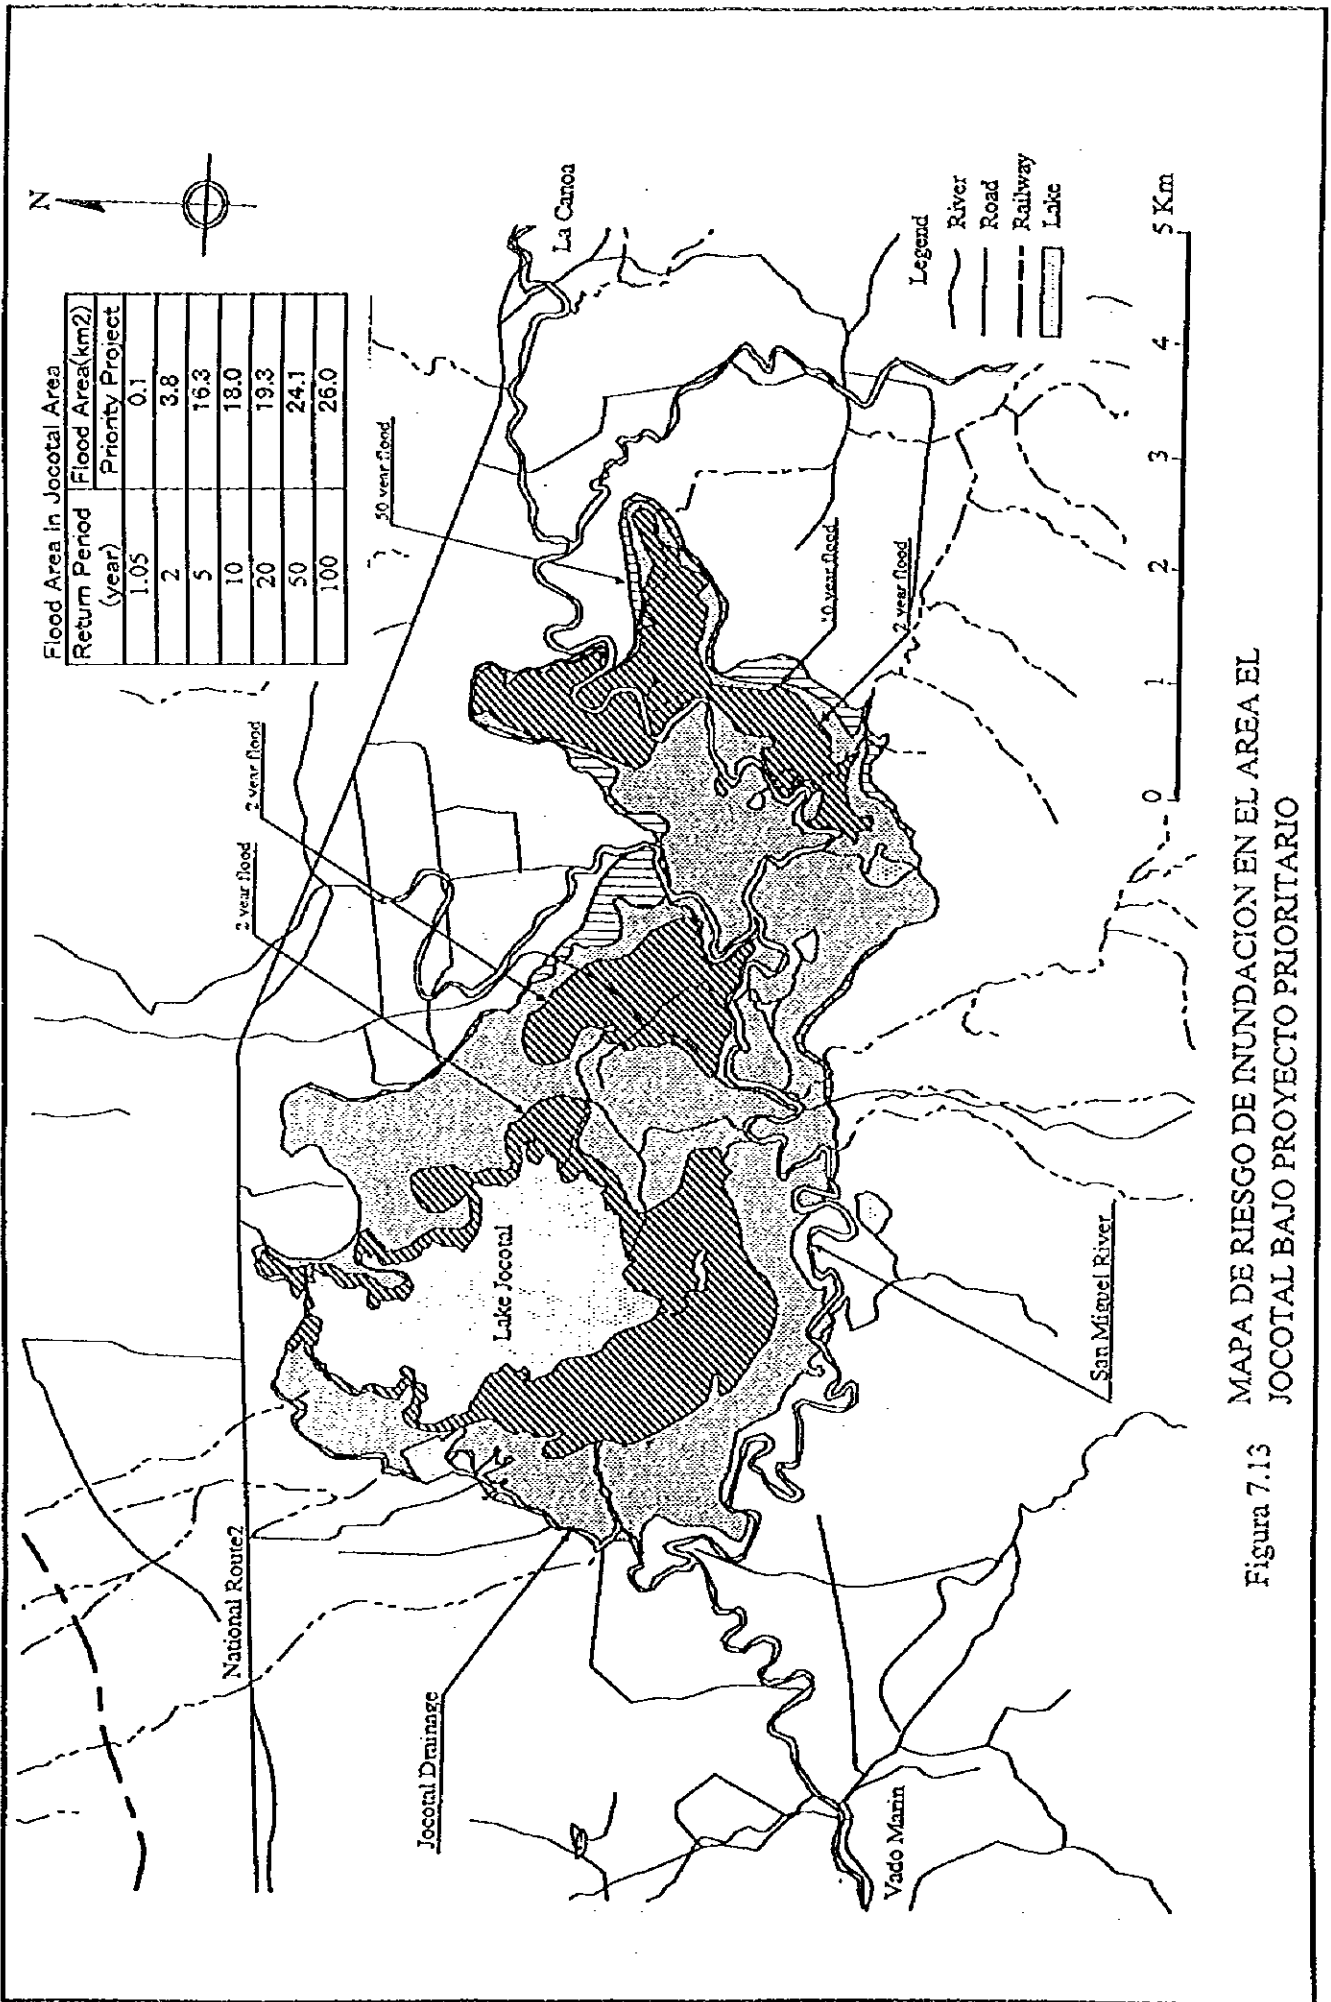 N
Flood Area in Jocotal Area
Return Period Flood Area(km2)
(year) Priority Project
1.05 0.1
2 3.8
5 16.3
10 18.0
20 19.3
50 24.1
100 26.0
2 year flood
2 year flood
50 year flood
National Route2
La Canoa
Jocotal Drainage
Lake Jocotal
10 year flood
2 year flood
Vado Marin
San Miguel River
Legend
River
Road
Railway
Lake
0 1 2 3 4 5 Km
Figura 7.13 MAPA DE RIESGO DE INUNDACION EN EL AREA EL
JOCOTAL BAJO PROYECTO PRIORITARIO